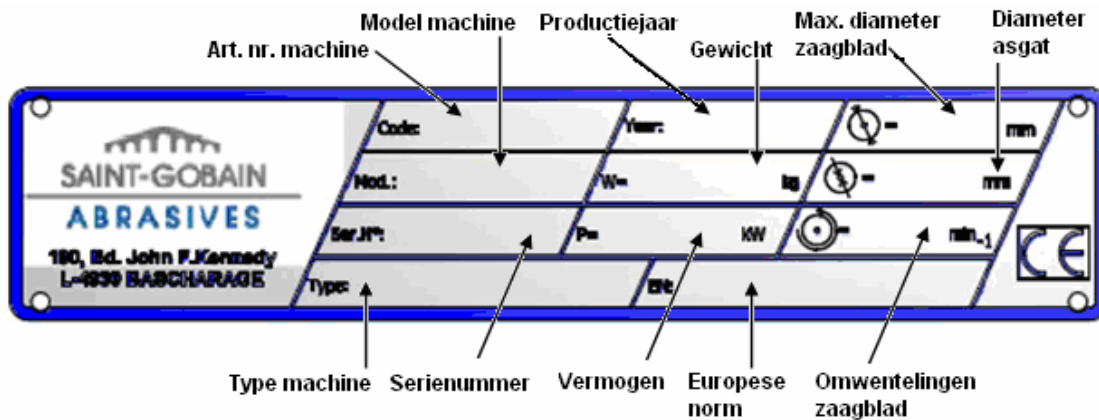 Model machine
Productiejaar
Max. diameter
zaagblad
Diameter
asgat
Art. nr. machine
Gewicht
SAINT-GOBAIN
ABRASIVES
190, Bd. John F.Kennedy
L-4930 BASCHARAGE
Code:
Year:
= mm
Mod.:
W= kg
= mm
Ser.N°:
P= KW
= min-1
Type:
EN:
CE
Type machine
Serienummer
Vermogen
Europese
norm
Omwentelingen
zaagblad